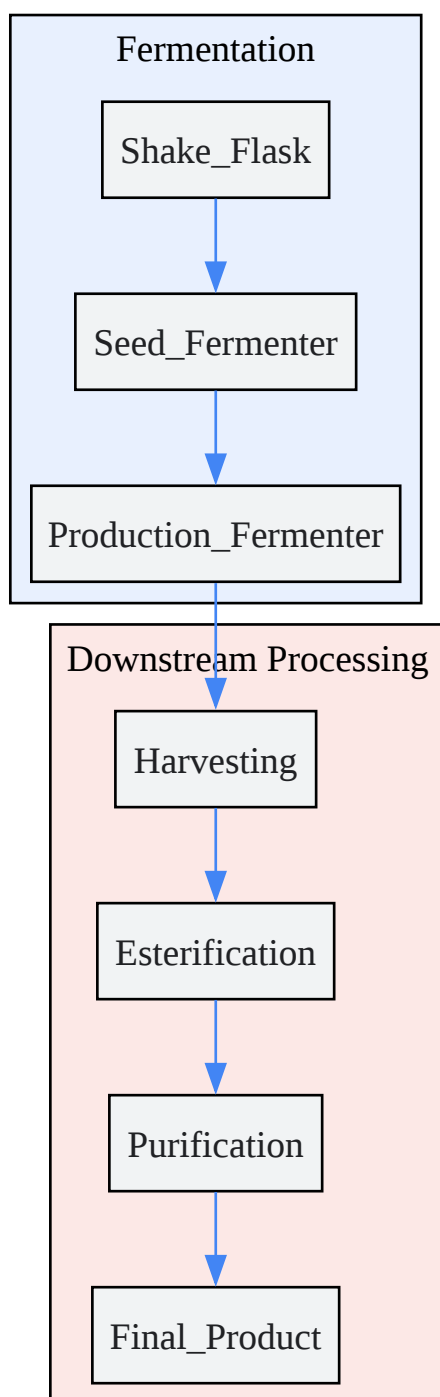 Fermentation
Shake_Flask
Seed_Fermenter
Production_Fermenter
Downstream Processing
Harvesting
Esterification
Purification
Final_Product